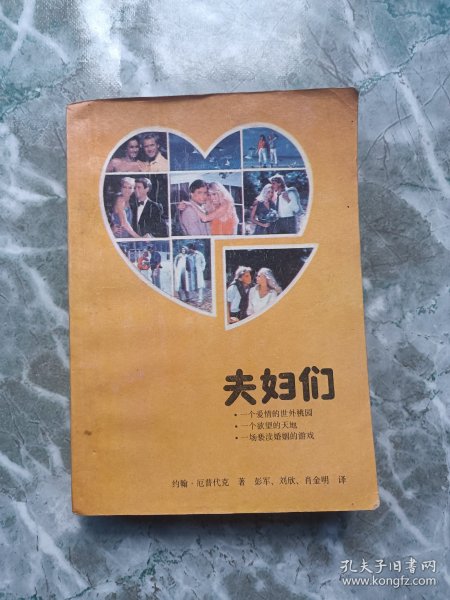 夫妇们
·一个爱情的世外桃园
·一个欲望的天地
·一场亵渎婚姻的游戏
约翰·厄普代克 著 彭军、刘欣、肖金明 译
孔夫子旧书网
www.kongfz.com